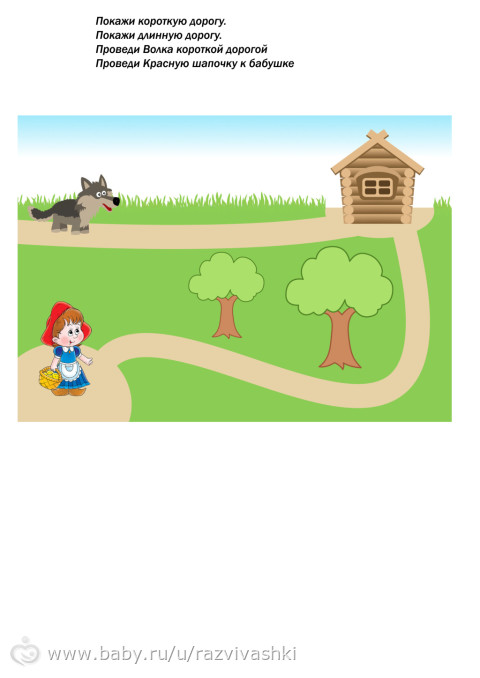 Покажи короткую дорогу.
Покажи длинную дорогу.
Проведи Волка короткой дорогой
Проведи Красную шапочку к бабушке
www.baby.ru/u/razvivashki